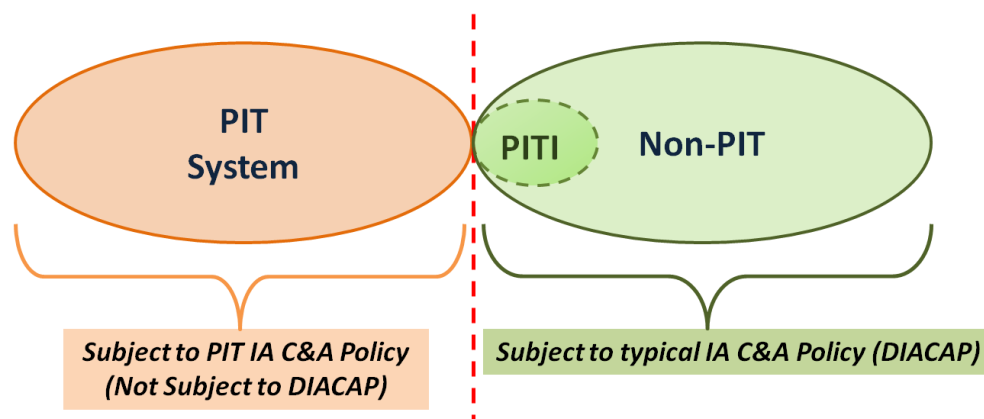 PIT
System
PITI
Non-PIT
Subject to PIT IA C&A Policy
(Not Subject to DIACAP)
Subject to typical IA C&A Policy (DIACAP)